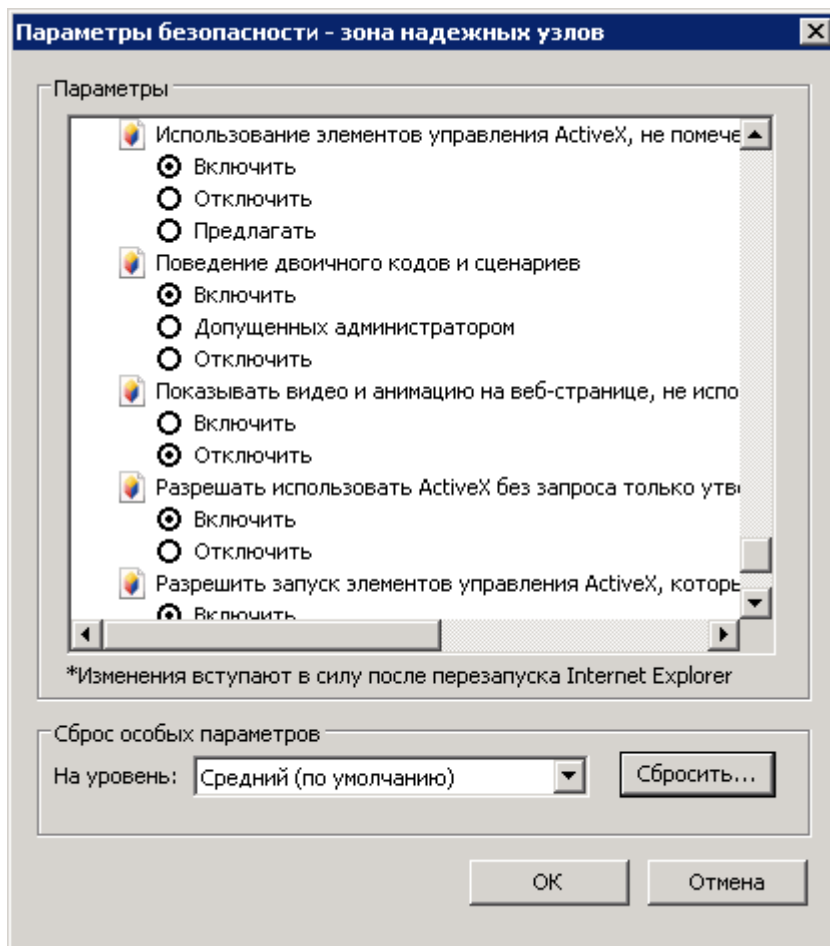 Параметры безопасности - зона надежных узлов
Параметры
Использование элементов управления ActiveX, не помече
Включить
Отключить
Предлагать
Поведение двоичного кодов и сценариев
Включить
Допущенных администратором
Отключить
Показывать видео и анимацию на веб-странице, не испо
Включить
Отключить
Разрешать использовать ActiveX без запроса только утв
Включить
Отключить
Разрешить запуск элементов управления ActiveX, которы
Включить
*Изменения вступают в силу после перезапуска Internet Explorer
Сброс особых параметров
На уровень: Средний (по умолчанию) Сбросить...
OK Отмена